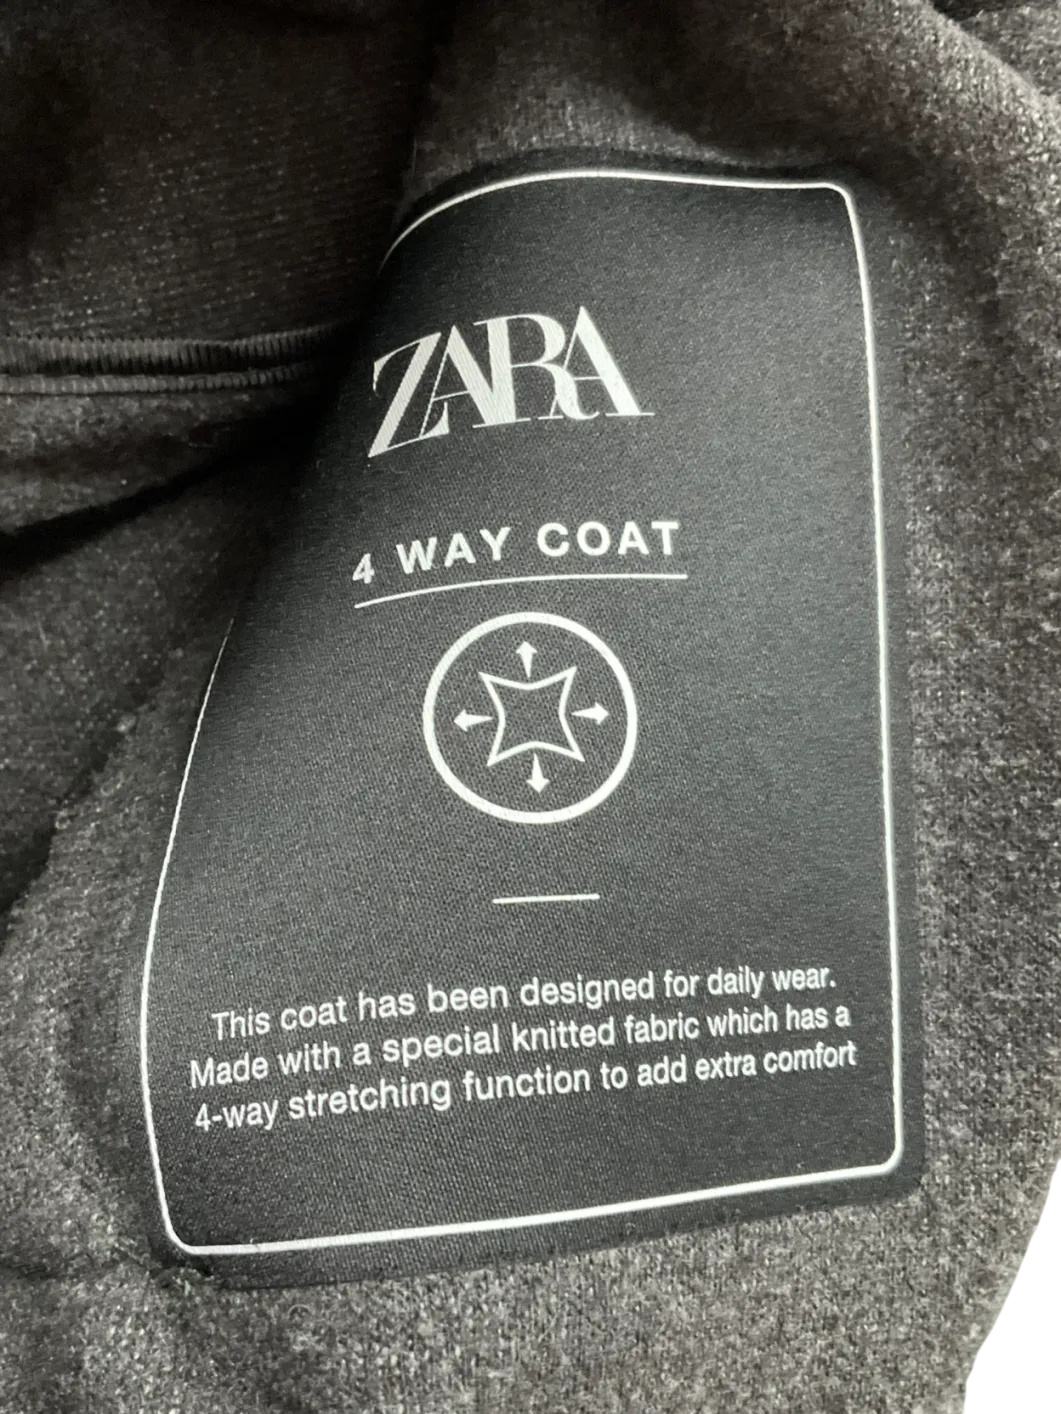 ZARA
4 WAY COAT
This coat has been designed for daily wear.
Made with a special knitted fabric which has a
4-way stretching function to add extra comfort